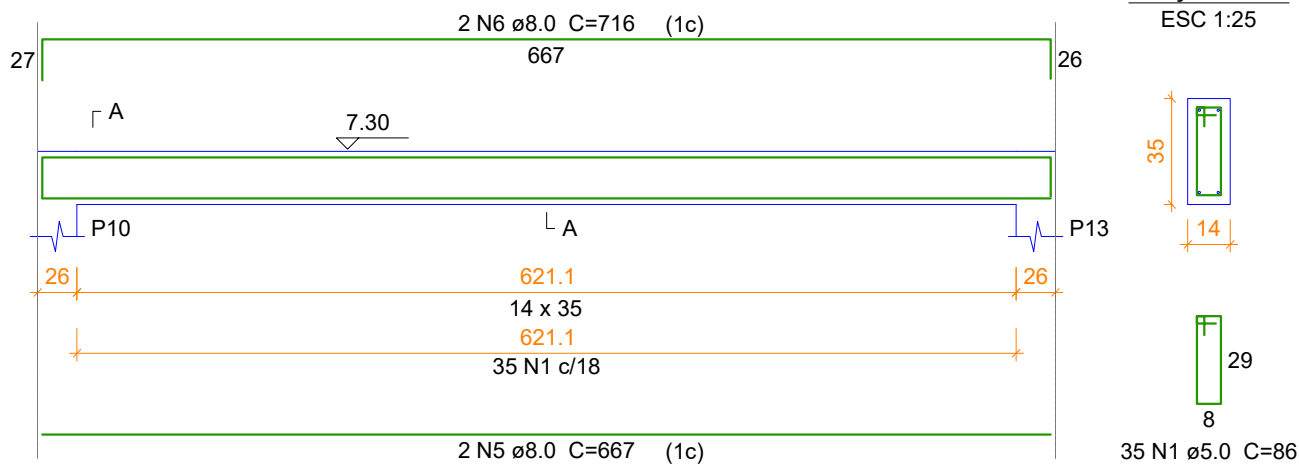 2 N6 ø8.0 C=716 (1c)
ESC 1:25
27
667
26
A
7.30
35
P10
A
P13
14
26
621.1
26
14 x 35
621.1
35 N1 c/18
29
8
2 N5 ø8.0 C=667 (1c)
35 N1 ø5.0 C=86